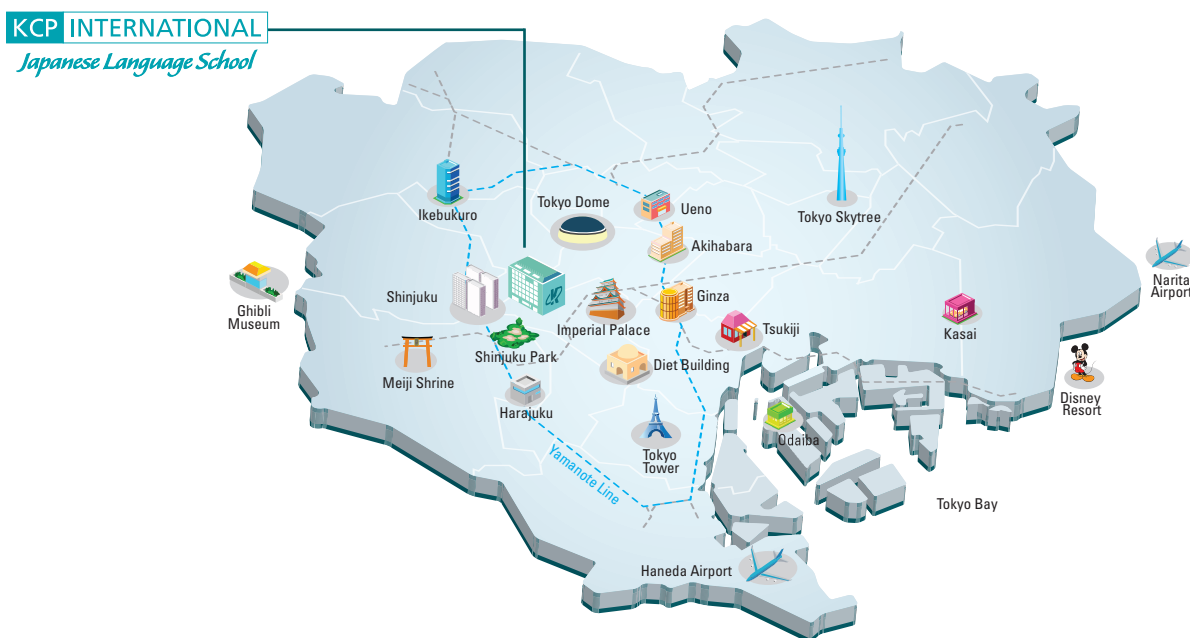 KCP INTERNATIONAL
Japanese Language School
Ikebukuro
Tokyo Dome
Ueno
Tokyo Skytree
Akihabara
Shinjuku
Ginza
Narita
Airport
Ghibli
Museum
Imperial Palace
Tsukiji
Kasai
Shinjuku Park
Diet Building
Meiji Shrine
Harajuku
Disney
Resort
Odaiba
Tokyo
Tower
Yamanote Line
Tokyo Bay
Haneda Airport